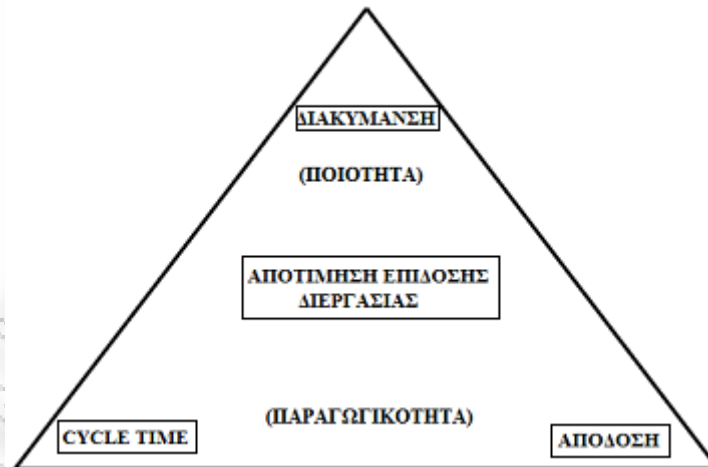 ΔΙΑΚΥΜΑΝΣΗ
(ΠΟΙΟΤΗΤΑ)
ΑΠΟΤΙΜΗΣΗ ΕΠΙΔΟΣΗΣ
ΔΙΕΡΓΑΣΙΑΣ
(ΠΑΡΑΓΩΓΙΚΟΤΗΤΑ)
CYCLE TIME
ΑΠΟΔΟΣΗ